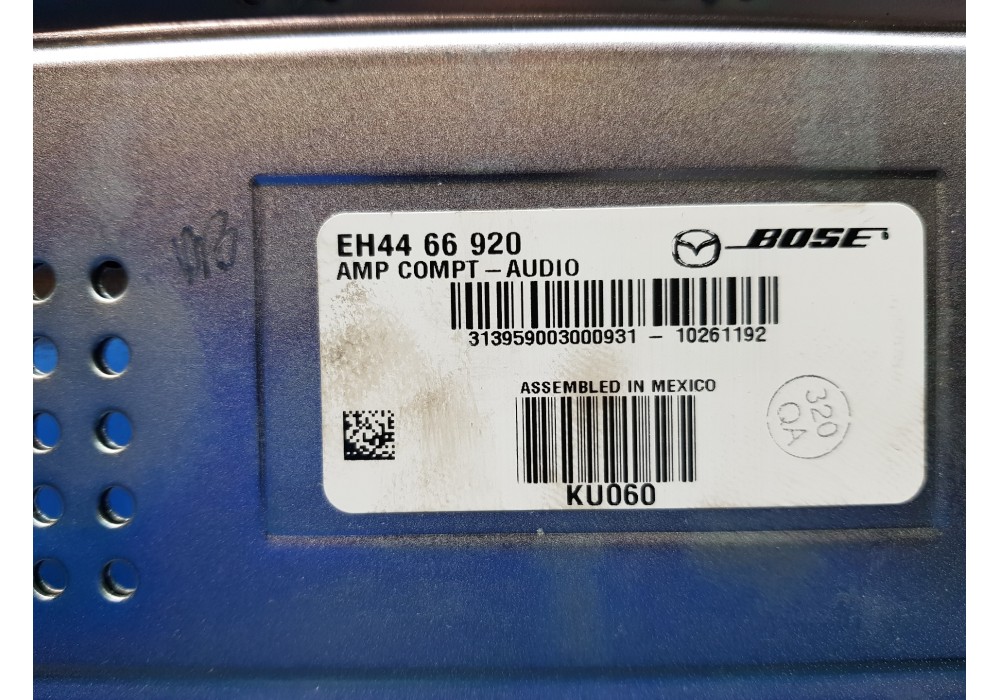 EH44 66 920
BOSE
AMP COMPT – AUDIO
313959003000931 – 10261192
ASSEMBLED IN MEXICO
320
QA
KU060